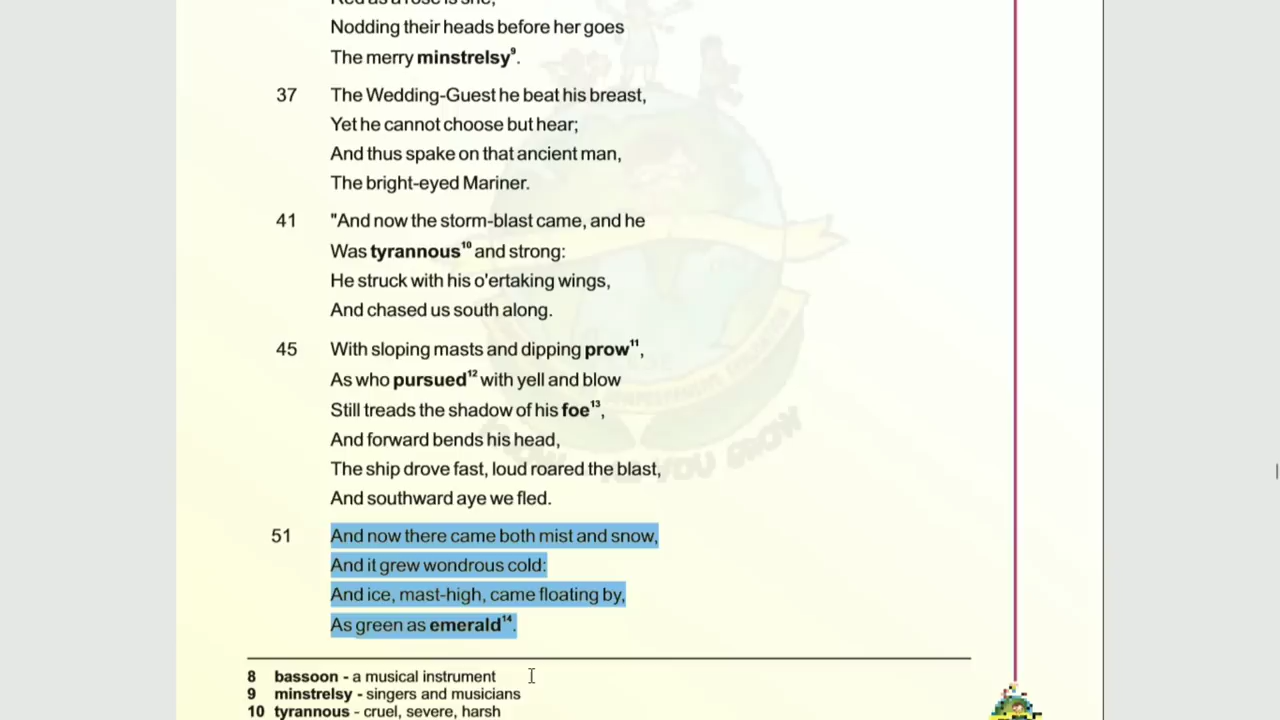 Red as a rose is she;
Nodding their heads before her goes
The merry minstrelsy⁹.
37 The Wedding-Guest he beat his breast,
Yet he cannot choose but hear;
And thus spake on that ancient man,
The bright-eyed Mariner.
41 "And now the storm-blast came, and he
Was tyrannous¹⁰ and strong:
He struck with his o'ertaking wings,
And chased us south along.
45 With sloping masts and dipping prow¹¹,
As who pursued¹² with yell and blow
Still treads the shadow of his foe¹³,
And forward bends his head,
The ship drove fast, loud roared the blast,
And southward aye we fled.
51 And now there came both mist and snow,
And it grew wondrous cold:
And ice, mast-high, came floating by,
As green as emerald¹⁴.
8 bassoon - a musical instrument
9 minstrelsy - singers and musicians
10 tyrannous - cruel, severe, harsh